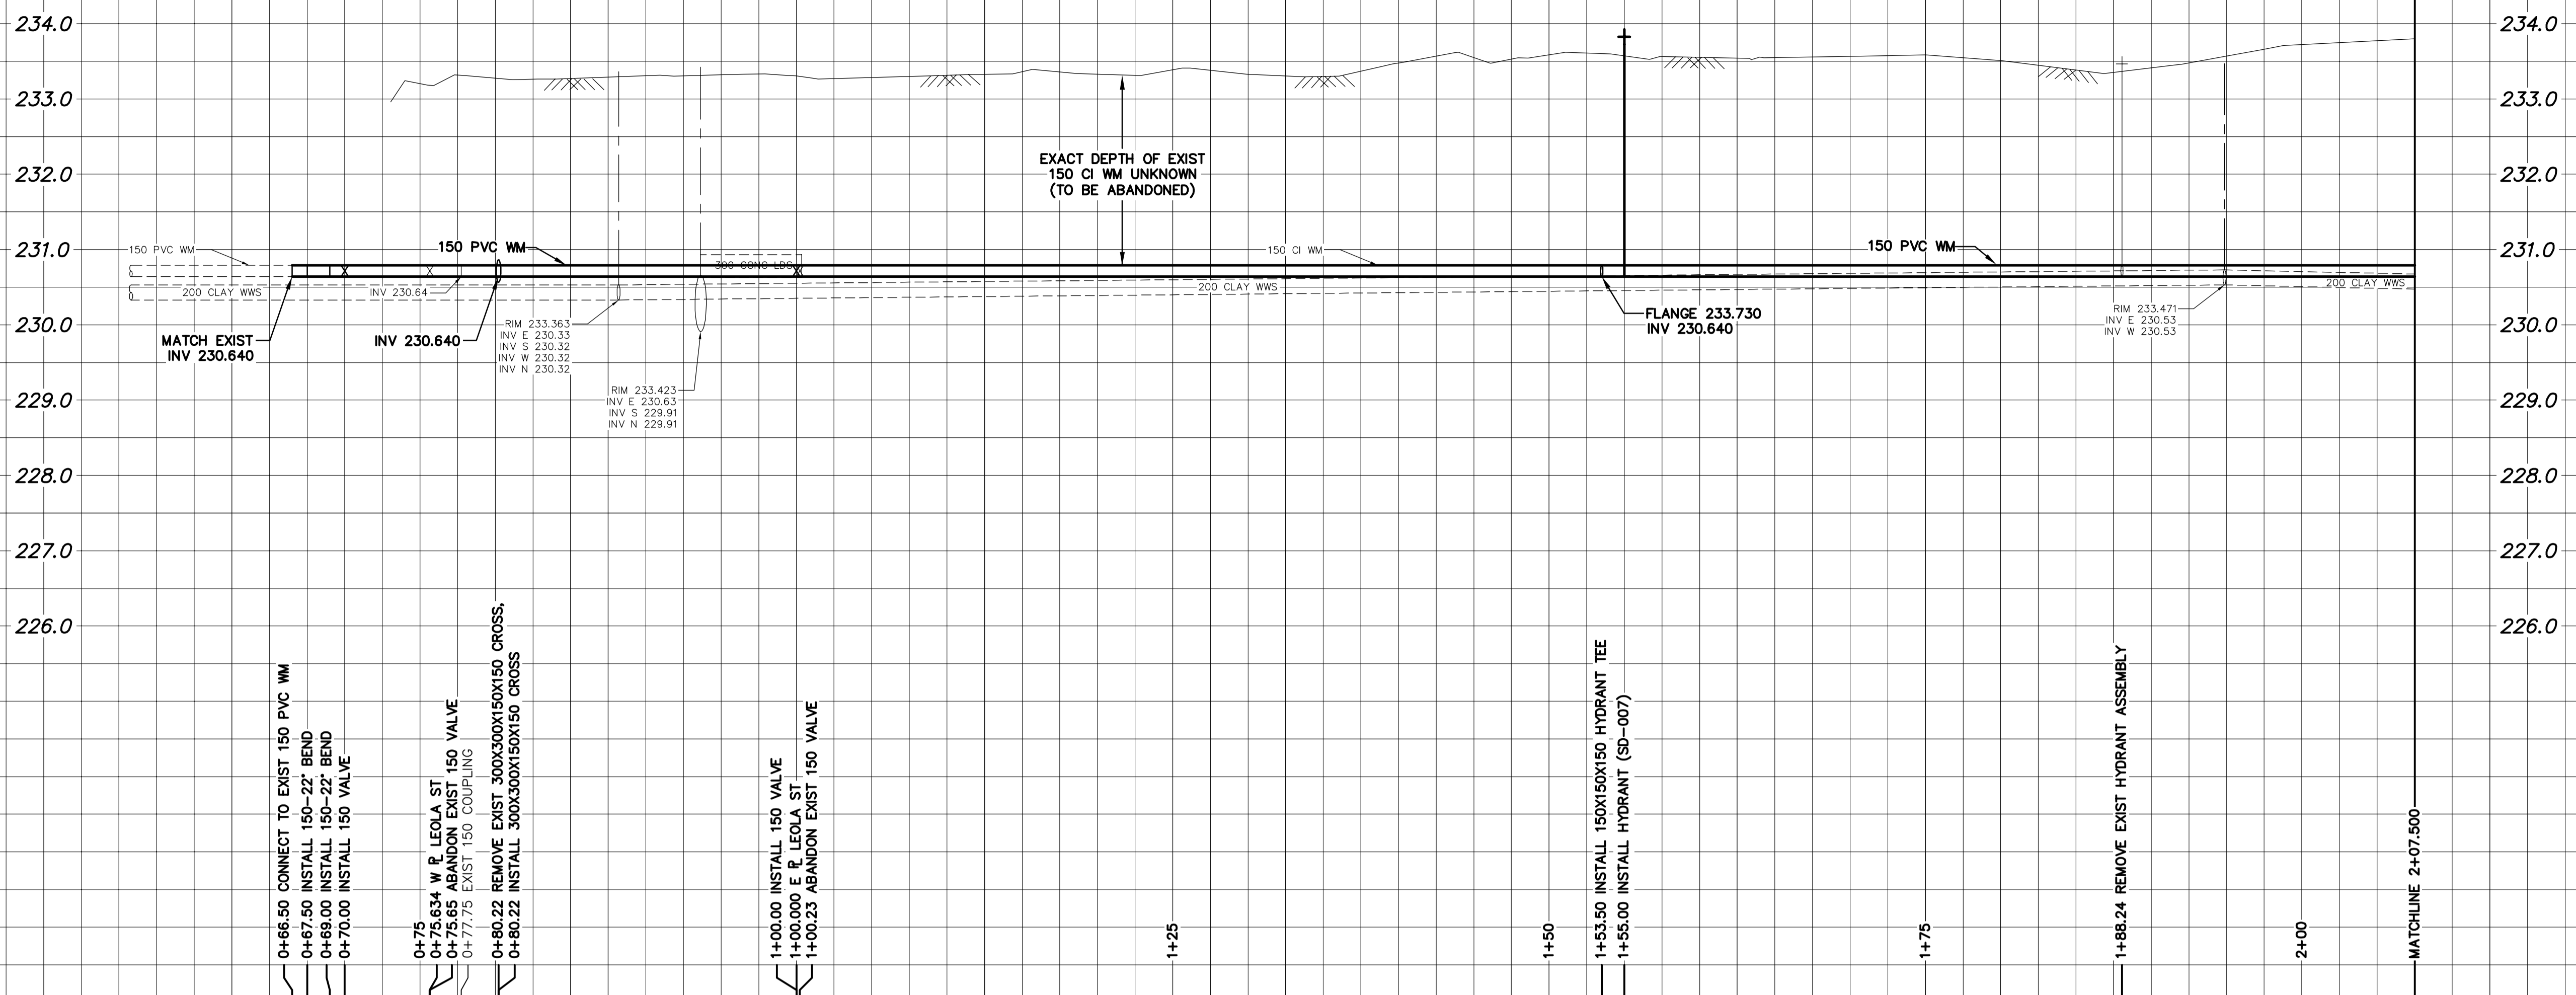 234.0
234.0
233.0
233.0
EXACT DEPTH OF EXIST
150 CI WM UNKNOWN
(TO BE ABANDONED)
232.0
232.0
231.0
150 PVC WM
150 PVC WM
150 CI WM
150 PVC WM
231.0
300 CONC LDS
200 CLAY WWS
INV 230.64
200 CLAY WWS
200 CLAY WWS
230.0
230.0
MATCH EXIST
INV 230.640
INV 230.640
RIM 233.363
INV E 230.33
INV S 230.32
INV W 230.32
INV N 230.32
FLANGE 233.730
INV 230.640
RIM 233.471
INV E 230.53
INV W 230.53
RIM 233.423
INV E 230.63
INV S 229.91
INV N 229.91
229.0
229.0
228.0
228.0
227.0
227.0
226.0
226.0
0+66.50 CONNECT TO EXIST 150 PVC WM
0+67.50 INSTALL 150-22° BEND
0+69.00 INSTALL 150-22° BEND
0+70.00 INSTALL 150 VALVE
0+75
0+75.634 W PL LEOLA ST
0+75.65 ABANDON EXIST 150 VALVE
0+77.75 EXIST 150 COUPLING
0+80.22 REMOVE EXIST 300X300X150X150 CROSS,
0+80.22 INSTALL 300X300X150X150 CROSS
1+00.00 INSTALL 150 VALVE
1+00.000 E PL LEOLA ST
1+00.23 ABANDON EXIST 150 VALVE
1+25
1+50
1+53.50 INSTALL 150X150X150 HYDRANT TEE
1+55.00 INSTALL HYDRANT (SD-007)
1+75
1+88.24 REMOVE EXIST HYDRANT ASSEMBLY
2+00
MATCHLINE 2+07.500